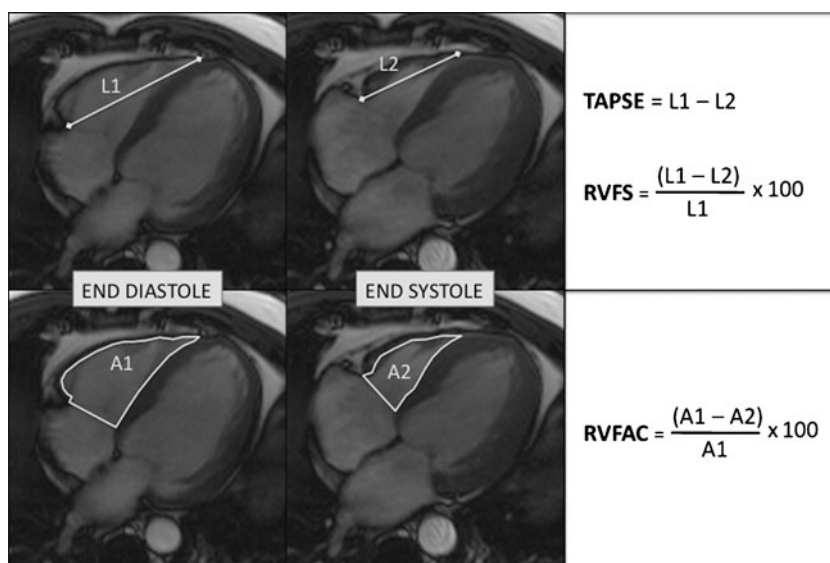 L1
L2
TAPSE = L1 – L2
RVFS = (L1 – L2) / L1 x 100
END DIASTOLE
END SYSTOLE
A1
A2
RVFAC = (A1 – A2) / A1 x 100